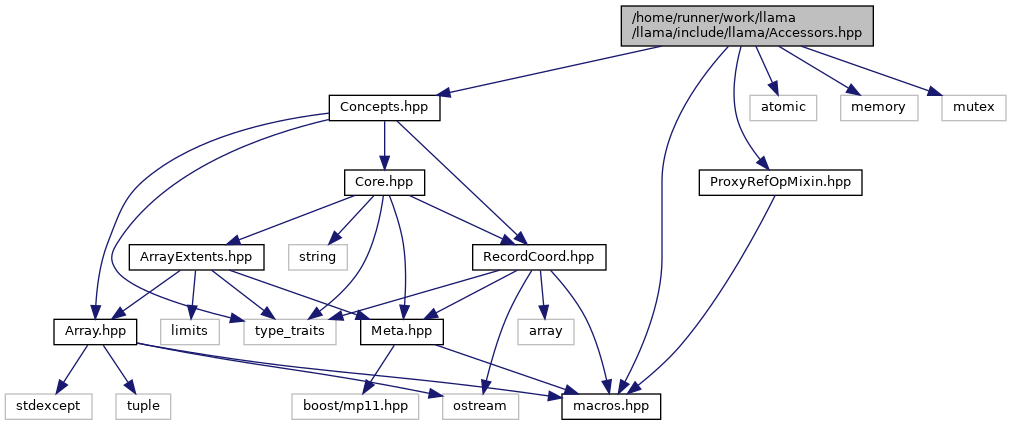 /home/runner/work/llama
/llama/include/llama/Accessors.hpp
Concepts.hpp
atomic
memory
mutex
Core.hpp
ProxyRefOpMixin.hpp
ArrayExtents.hpp
string
RecordCoord.hpp
Array.hpp
limits
type_traits
Meta.hpp
array
stdexcept
tuple
boost/mp11.hpp
ostream
macros.hpp